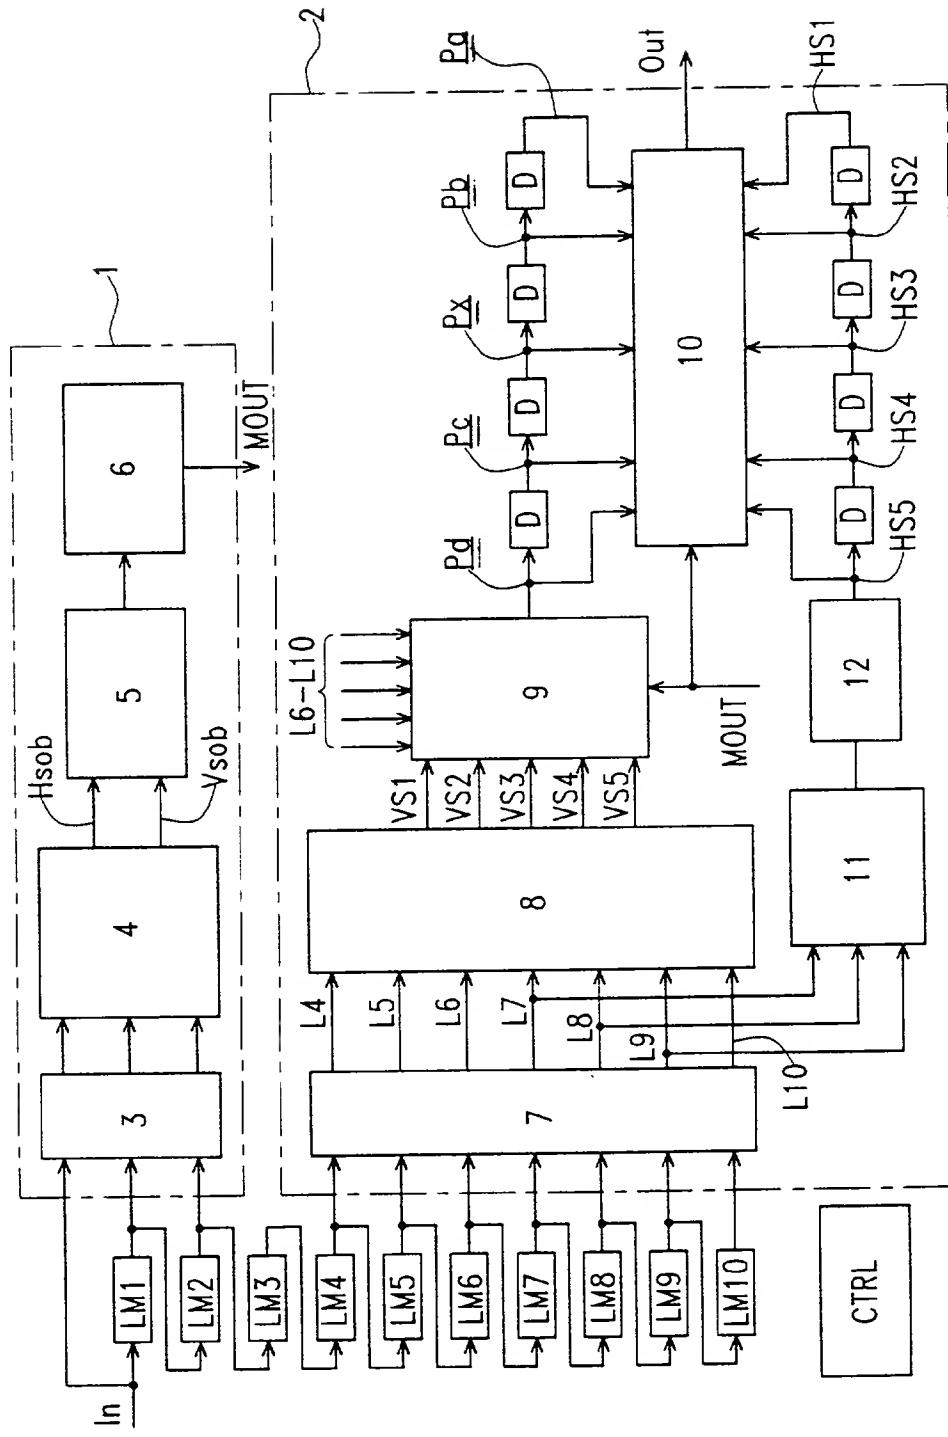 1
2
In
LM1
LM2
LM3
LM4
LM5
LM6
LM7
LM8
LM9
LM10
CTRL
3
4
Hsob
Vsob
5
6
MOUT
7
L4
L5
L6
L7
L8
L9
L10
8
VS1
VS2
VS3
VS4
VS5
L6-L10
9
MOUT
Pd
D
Pc
D
Px
D
Pb
D
Pa
10
Out
11
12
HS5
D
HS4
D
HS3
D
HS2
D
HS1